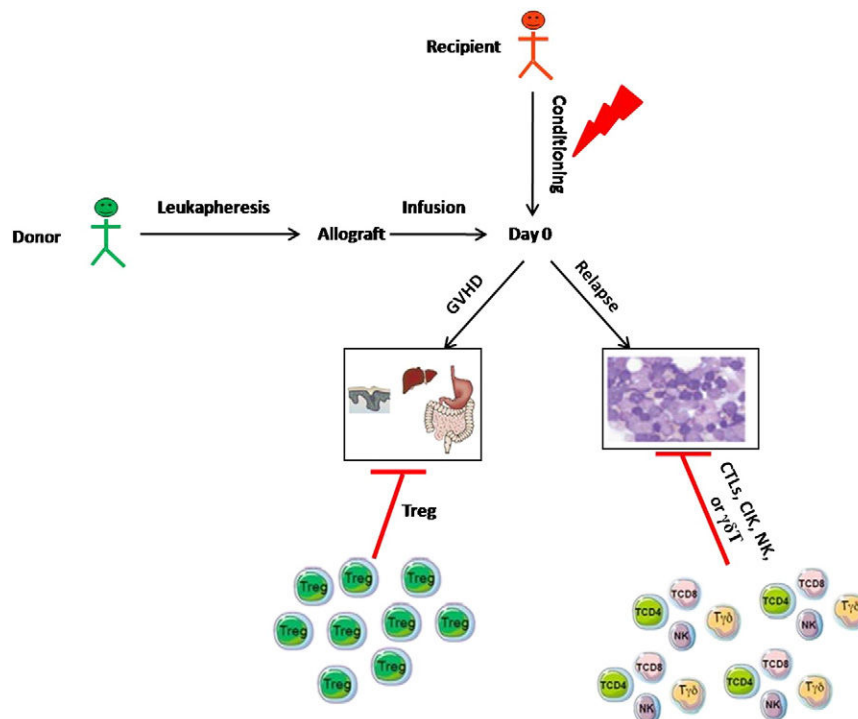 Recipient
Conditioning
Donor
Leukapheresis
Allograft
Infusion
Day 0
GVHD
Relapse
Treg
CTLs, CIK, NK,
or γδT
Treg
Treg
Treg
Treg
Treg
Treg
Treg
Treg
Treg
TCD4
TCD8
NK
Tγδ
TCD4
TCD8
NK
Tγδ
TCD4
TCD8
NK
Tγδ
TCD4
TCD8
NK
Tγδ